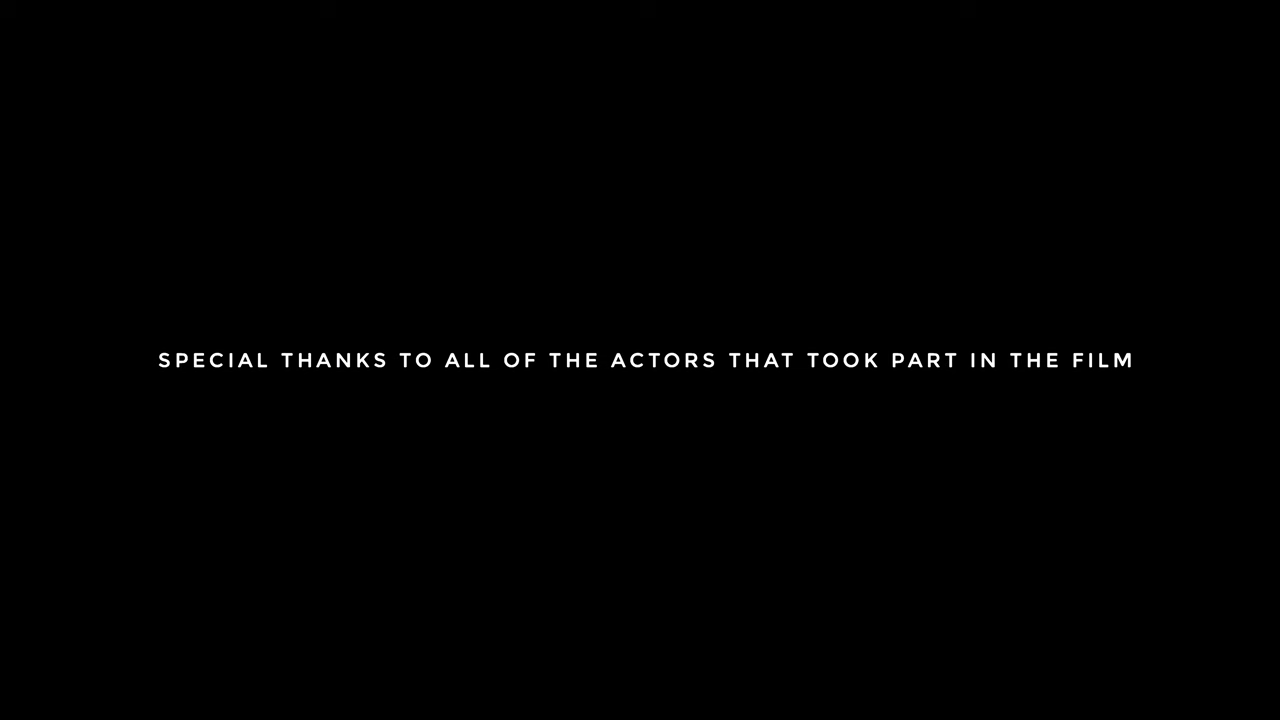 SPECIAL THANKS TO ALL OF THE ACTORS THAT TOOK PART IN THE FILM